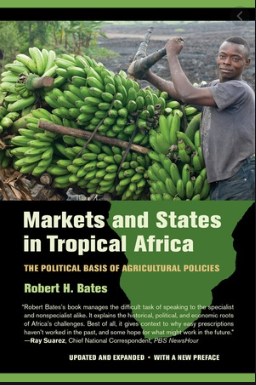 Markets and States
in Tropical Africa
THE POLITICAL BASIS OF AGRICULTURAL POLICIES
Robert H. Bates
"Robert Bates's book manages the difficult task of speaking to the specialist
and nonspecialist alike. It explains the historical, political, and economic roots
of Africa's challenges. Best of all, it gives context to why easy prescriptions
haven't worked in the past, and some hope for what might work in the future."
—Ray Suarez, Chief National Correspondent, PBS NewsHour
UPDATED AND EXPANDED • WITH A NEW PREFACE